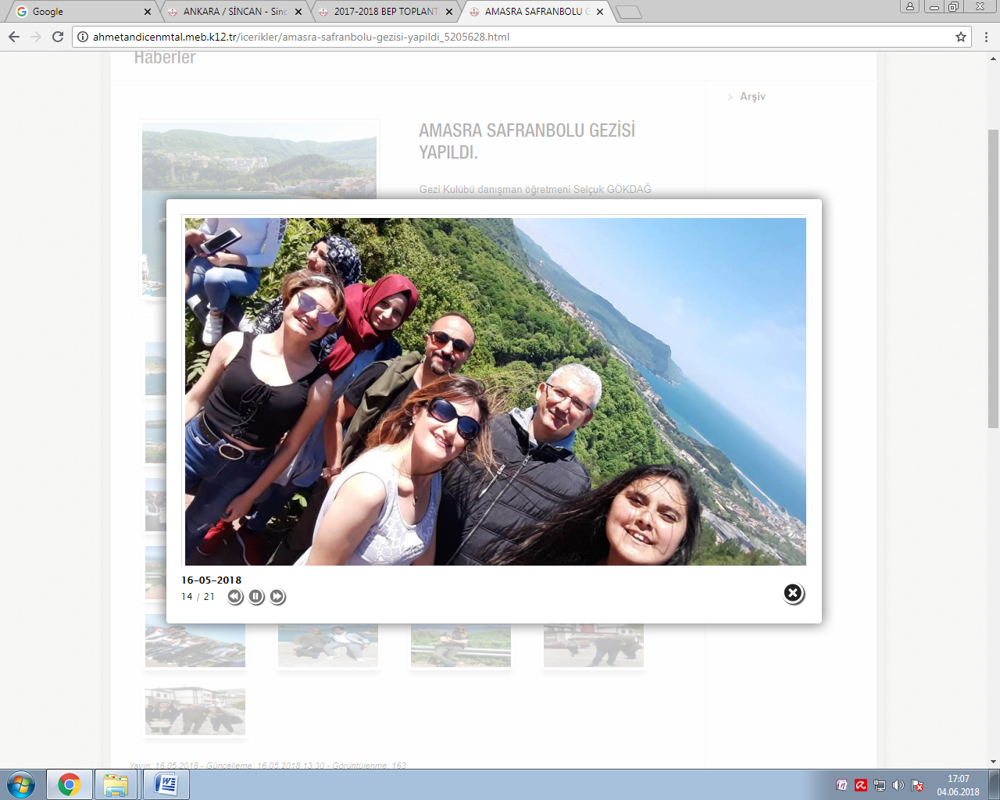 Google
ANKARA / SİNCAN - Sinc
2017-2018 BEP TOPLANT
AMASRA SAFRANBOLU G
ahmetandicenmtal.meb.k12.tr/icerikler/amasra-safranbolu-gezisi-yapildi_5205628.html
Haberler
Arşiv
AMASRA SAFRANBOLU GEZİSİ
YAPILDI.
Gezi Kulübü danışman öğretmeni Selçuk GÖKDAĞ
16-05-2018
14 / 21
Yayın: 16.05.2018 - Güncelleme: 16.05.2018 13:30 - Görüntülenme: 163
17:07
04.06.2018